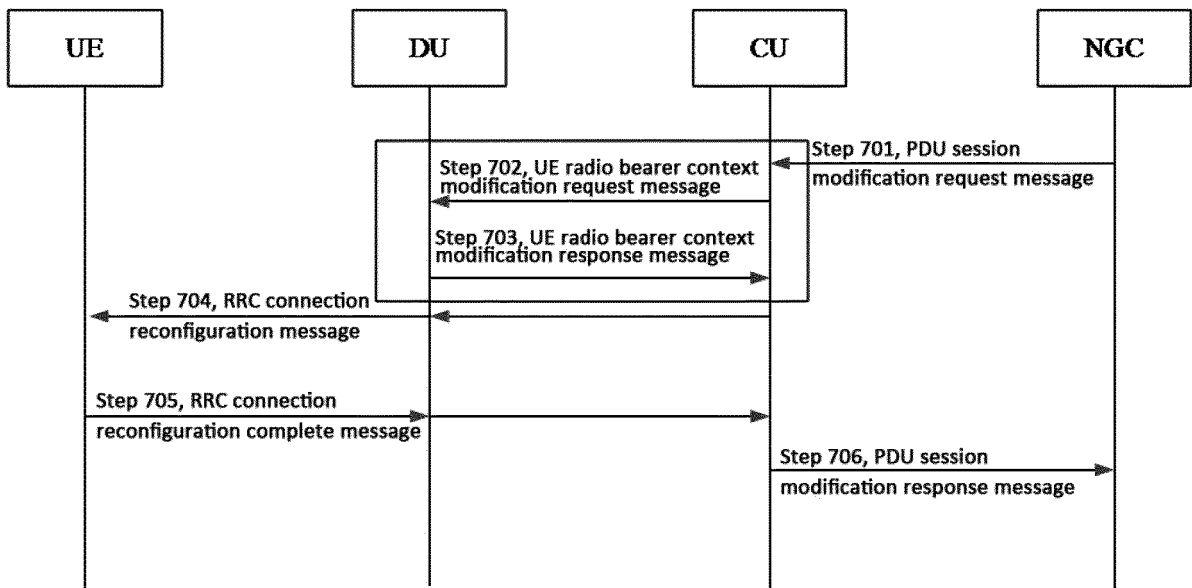 UE
DU
CU
NGC
Step 701, PDU session
modification request message
Step 702, UE radio bearer context
modification request message
Step 703, UE radio bearer context
modification response message
Step 704, RRC connection
reconfiguration message
Step 705, RRC connection
reconfiguration complete message
Step 706, PDU session
modification response message